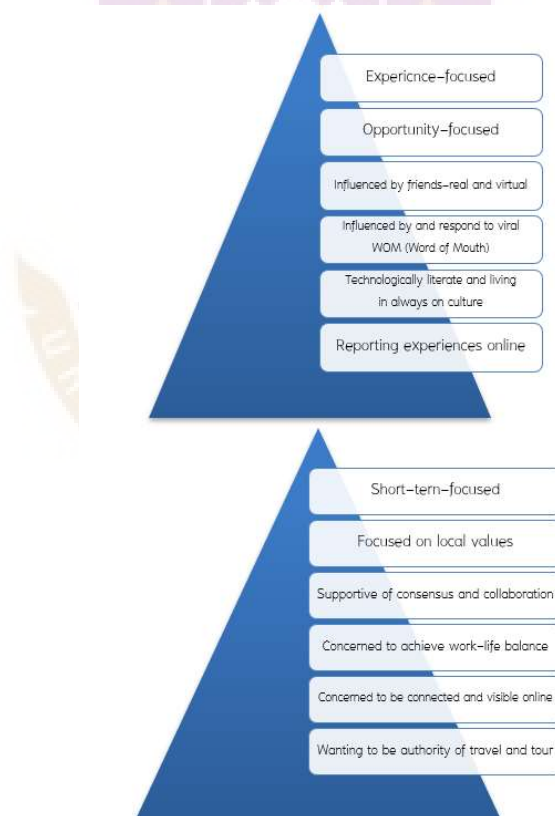 Expericnce-focused
Opportunity-focused
Influenced by friends-real and virtual
Influenced by and respond to viral
WOM (Word of Mouth)
Technologically literate and living
in always on culture
Reporting experiences online
Short-tern-focused
Focused on local values
Supportive of consensus and collaboration
Concerned to achieve work-life balance
Concerned to be connected and visible online
Wanting to be authority of travel and tour